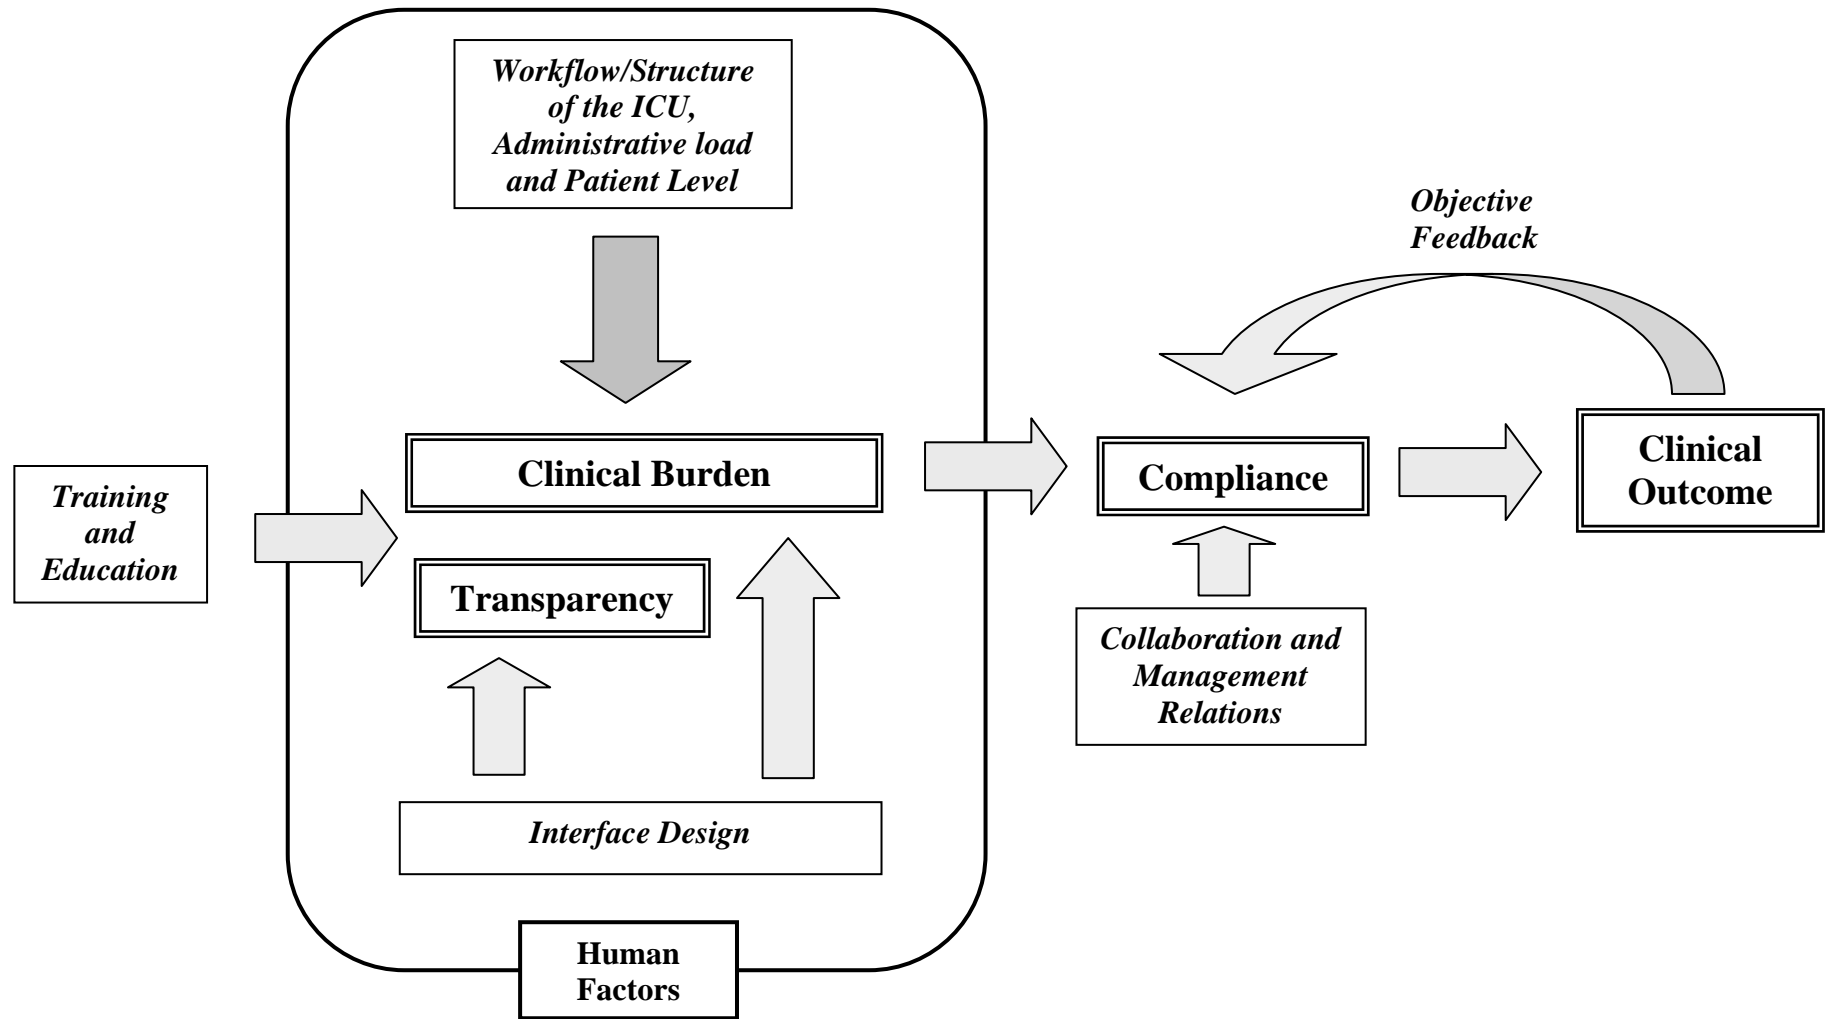 Workflow/Structure
of the ICU,
Administrative load
and Patient Level
Objective
Feedback
Training
and
Education
Clinical Burden
Transparency
Interface Design
Human
Factors
Compliance
Collaboration and
Management
Relations
Clinical
Outcome